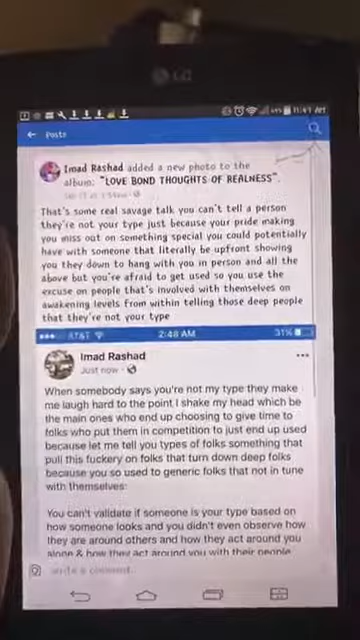 LG
11:49 AM
Posts
Imad Rashad added a new photo to the
album: "LOVE BOND THOUGHTS OF REALNESS".
That's some real savage talk you can't tell a person
they're not your type just because your pride making
you miss out on something special you could potentially
have with someone that literally be upfront showing
you they down to hang with you in person and all the
above but you're afraid to get used so you use the
excuse on people that's involved with themselves on
awakening levels from within telling those deep people
that they're not your type
AT&T 2:48 AM 31%
Imad Rashad
Just now
When somebody says you're not my type they make
me laugh hard to the point I shake my head which be
the main ones who end up choosing to give time to
folks who put them in competition to just end up used
because let me tell you types of folks something that
pull this fuckery on folks that turn down deep folks
because you so used to generic folks that not in tune
with themselves:
You can't validate if someone is your type based on
how someone looks and you didn't even observe how
they are around others and how they act around you
alone & how they act around you with their people
Write a comment...